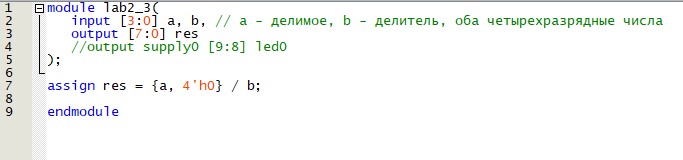 1 module lab2_3(
2 input [3:0] a, b, // a - делимое, b - делитель, оба четырехразрядные числа
3 output [7:0] res
4 //output supply0 [9:8] led0
5 );
6
7 assign res = {a, 4'h0} / b;
8
9 endmodule